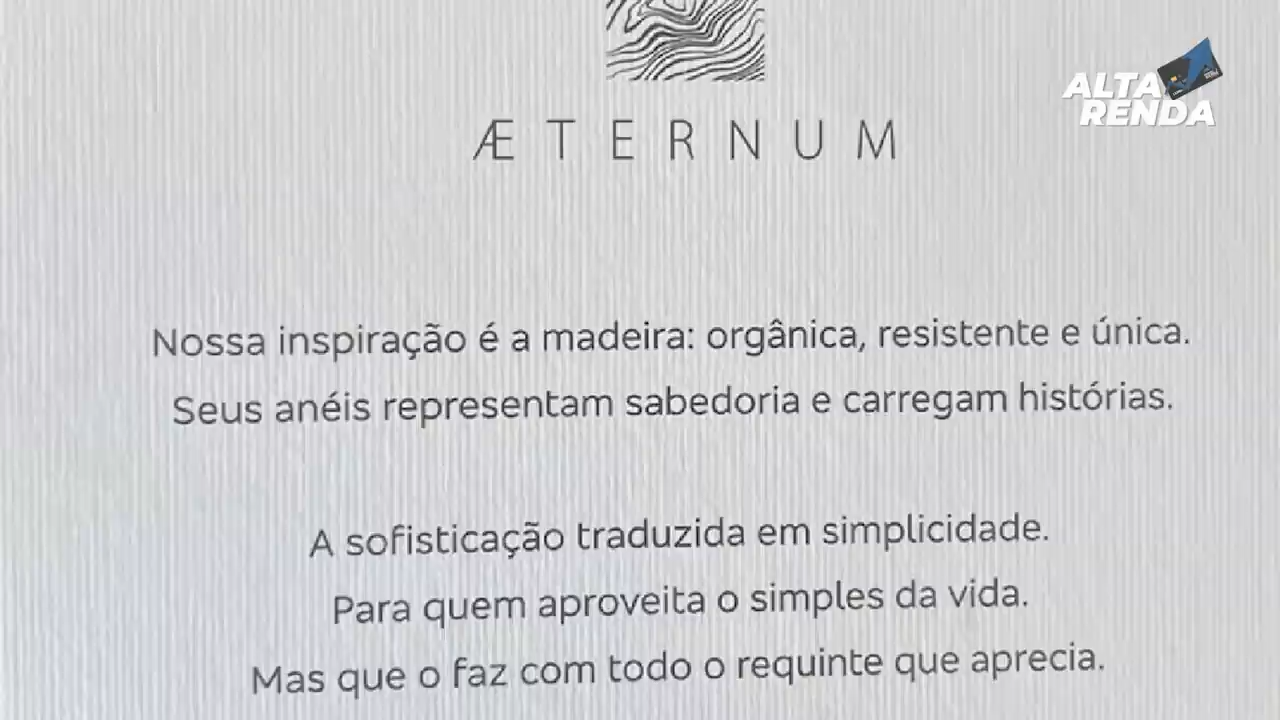 ALTA
RENDA
ÆTERNUM
Nossa inspiração é a madeira: orgânica, resistente e única.
Seus anéis representam sabedoria e carregam histórias.
A sofisticação traduzida em simplicidade.
Para quem aproveita o simples da vida.
Mas que o faz com todo o requinte que aprecia.